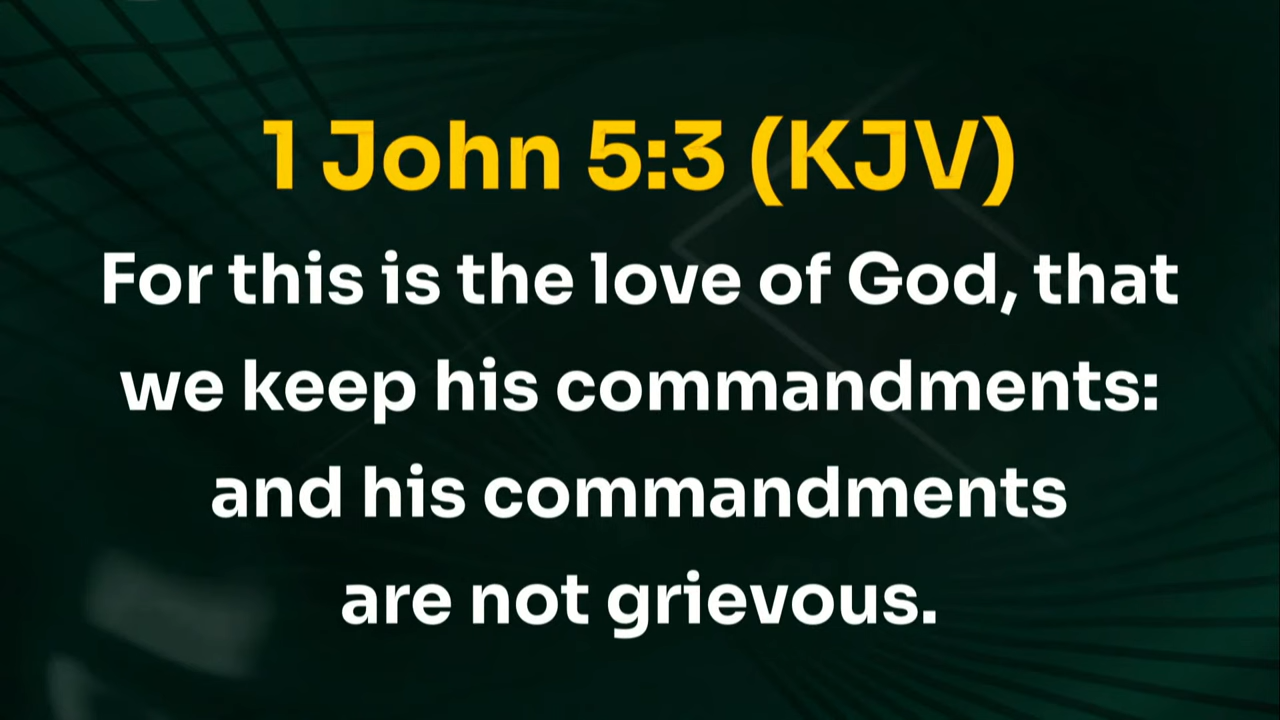 1 John 5:3 (KJV)
For this is the love of God, that
we keep his commandments:
and his commandments
are not grievous.